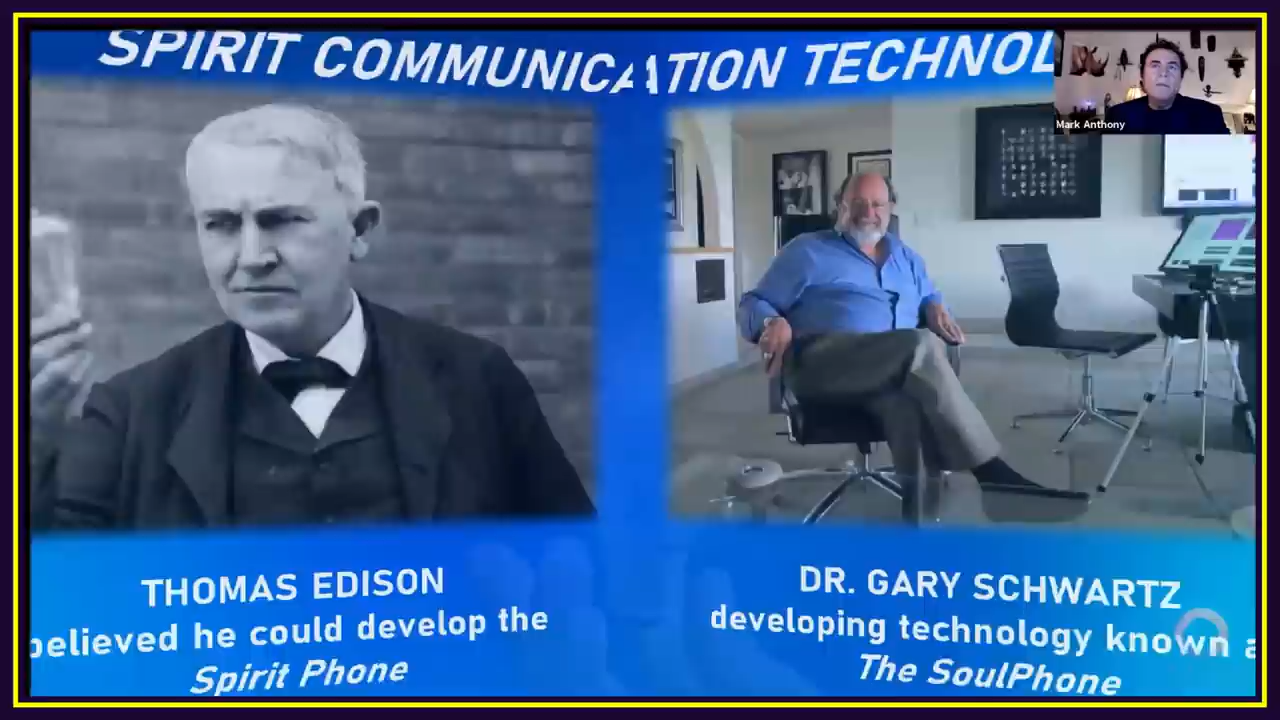 SPIRIT COMMUNICATION TECHNOL
Mark Anthony
THOMAS EDISON
believed he could develop the
Spirit Phone
DR. GARY SCHWARTZ
developing technology known a
The SoulPhone